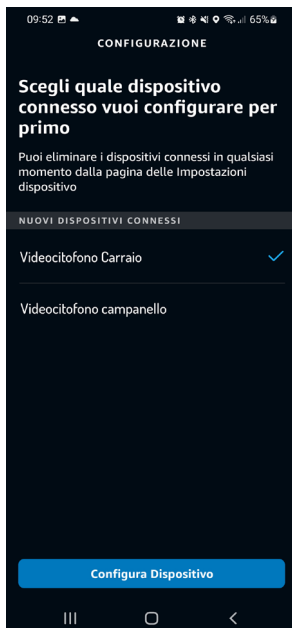 09:52 65%
CONFIGURAZIONE
Scegli quale dispositivo
connesso vuoi configurare per
primo
Puoi eliminare i dispositivi connessi in qualsiasi
momento dalla pagina delle Impostazioni
dispositivo
NUOVI DISPOSITIVI CONNESSI
Videocitofono Carraio
Videocitofono campanello
Configura Dispositivo